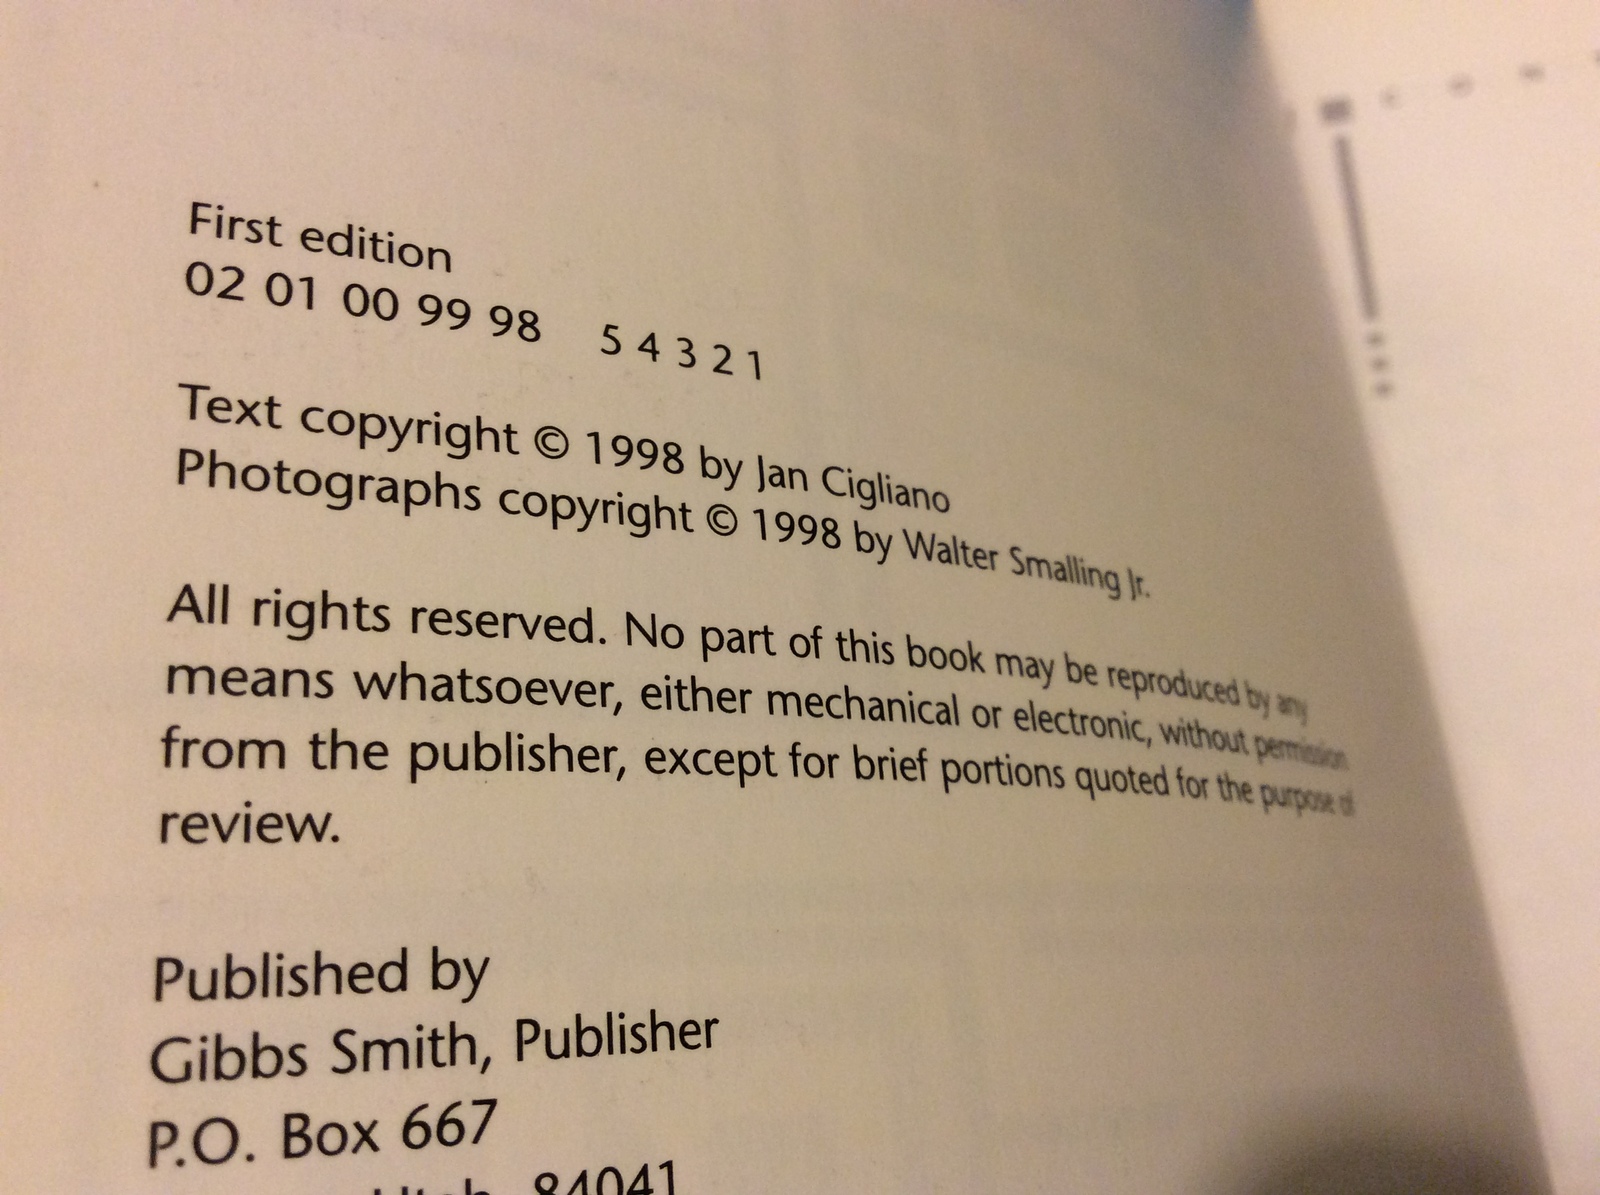 First edition
02 01 00 99 98 5 4 3 2 1
Text copyright © 1998 by Jan Cigliano
Photographs copyright © 1998 by Walter Smalling Jr.
All rights reserved. No part of this book may be reproduced by any
means whatsoever, either mechanical or electronic, without permission
from the publisher, except for brief portions quoted for the purpose of
review.
Published by
Gibbs Smith, Publisher
P.O. Box 667
Utah 84041